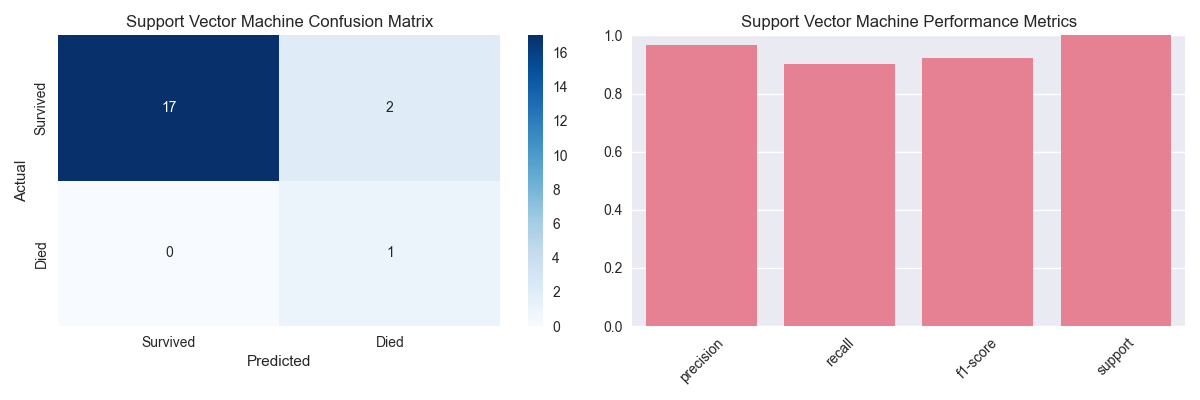 Support Vector Machine Confusion Matrix
Actual
Survived
Died
17
2
0
1
Survived
Died
Predicted
16
14
12
10
8
6
4
2
0
Support Vector Machine Performance Metrics
1.0
0.8
0.6
0.4
0.2
0.0
precision
recall
f1-score
support